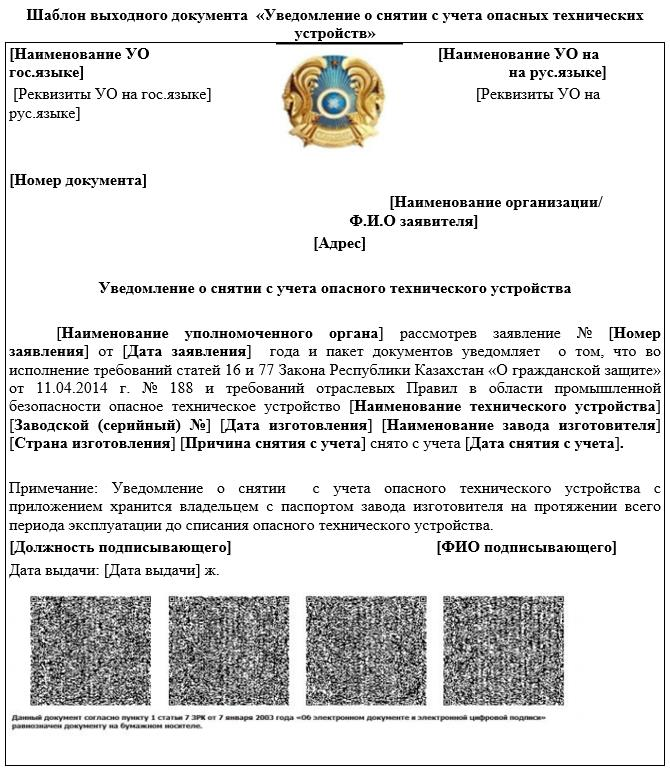 Шаблон выходного документа «Уведомление о снятии с учета опасных технических
устройств»
[Наименование УО
гос.языке]
[Реквизиты УО на гос.языке]
рус.языке]
[Наименование УО на
на рус.языке]
[Реквизиты УО на
[Номер документа]
[Наименование организации/
Ф.И.О заявителя]
[Адрес]
Уведомление о снятии с учета опасного технического устройства
[Наименование уполномоченного органа] рассмотрев заявление № [Номер
заявления] от [Дата заявления] года и пакет документов уведомляет о том, что во
исполнение требований статей 16 и 77 Закона Республики Казахстан «О гражданской защите»
от 11.04.2014 г. № 188 и требований отраслевых Правил в области промышленной
безопасности опасное техническое устройство [Наименование технического устройства]
[Заводской (серийный) №] [Дата изготовления] [Наименование завода изготовителя]
[Страна изготовления] [Причина снятия с учета] снято с учета [Дата снятия с учета].
Примечание: Уведомление о снятии с учета опасного технического устройства с
приложением хранится владельцем с паспортом завода изготовителя на протяжении всего
периода эксплуатации до списания опасного технического устройства.
[Должность подписывающего] [ФИО подписывающего]
Дата выдачи: [Дата выдачи] ж.
Данный документ согласно пункту 1 статьи 7 ЗРК от 7 января 2003 года «Об электронном документе и электронной цифровой подписи»
равнозначен документу на бумажном носителе.